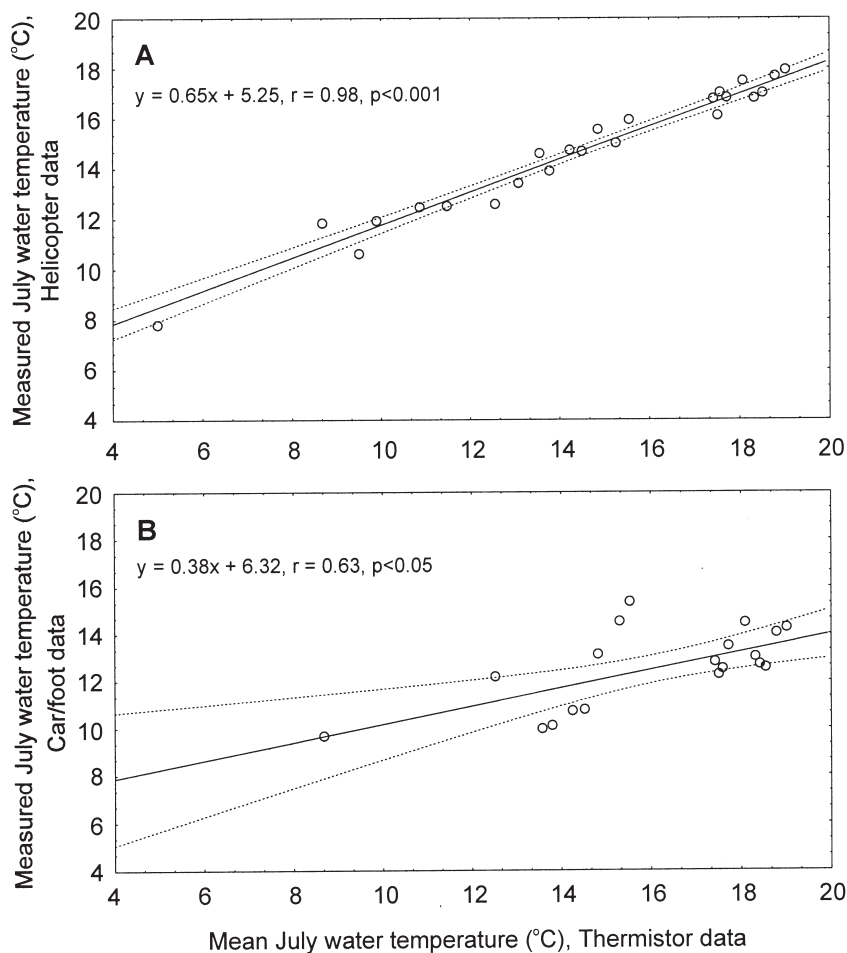 Measured July water temperature (°C),
Helicopter data
20
18
16
14
12
10
8
6
4
A
y = 0.65x + 5.25, r = 0.98, p<0.001
4 6 8 10 12 14 16 18 20
Measured July water temperature (°C),
Car/foot data
20
18
16
14
12
10
8
6
4
B
y = 0.38x + 6.32, r = 0.63, p<0.05
4 6 8 10 12 14 16 18 20
Mean July water temperature (°C), Thermistor data